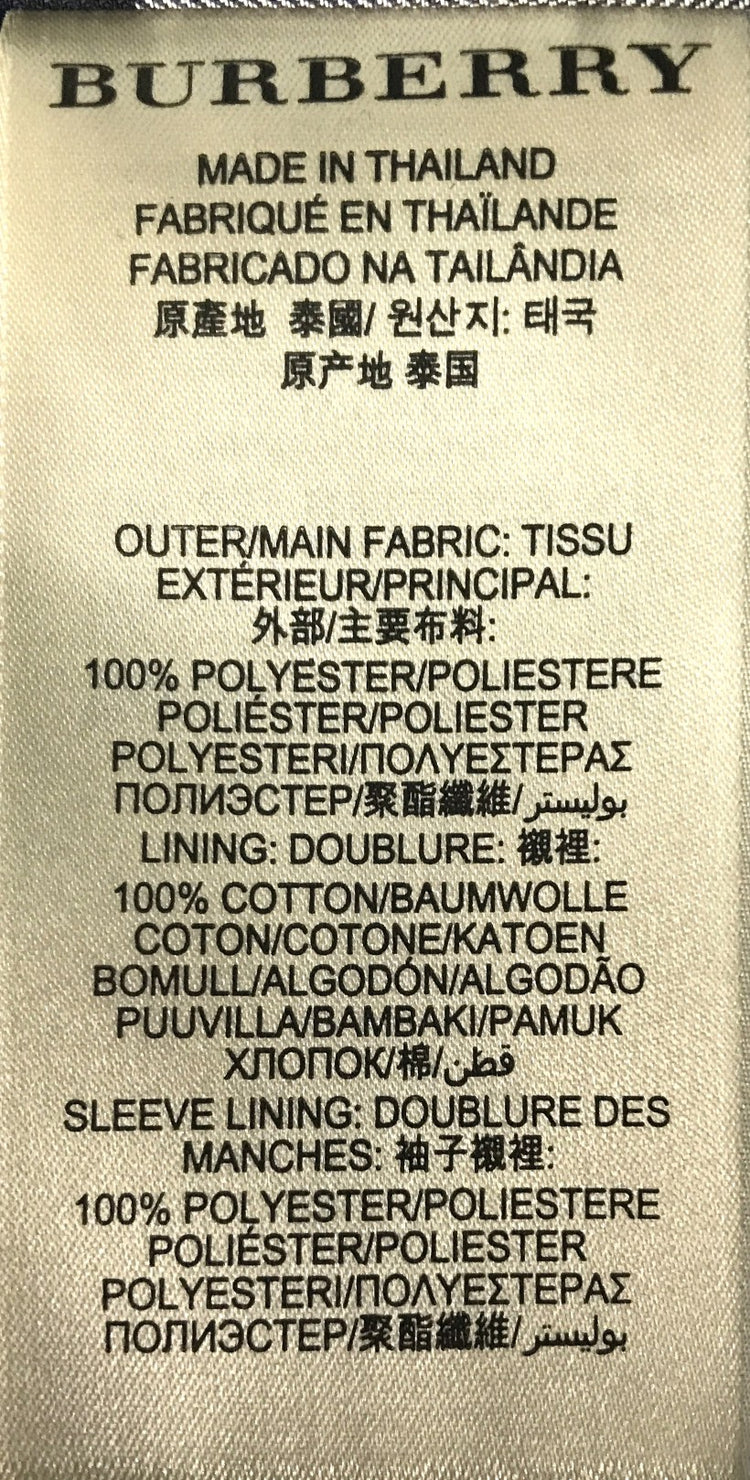 BURBERRY
MADE IN THAILAND
FABRIQUÉ EN THAÏLANDE
FABRICADO NA TAILÂNDIA
原產地 泰國/ 원산지: 태국
原产地 泰国
OUTER/MAIN FABRIC: TISSU
EXTÉRIEUR/PRINCIPAL:
外部/主要布料:
100% POLYESTER/POLIESTERE
POLIÉSTER/POLIESTER
POLYESTERI/ΠΟΛΥΕΣΤΕΡΑΣ
ПОЛИЭСТЕР/聚酯纖維/بوليستر
LINING: DOUBLURE: 襯裡:
100% COTTON/BAUMWOLLE
COTON/COTONE/KATOEN
BOMULL/ALGODÓN/ALGODÃO
PUUVILLA/BAMBAKI/PAMUK
ХЛОПОК/棉/قطن
SLEEVE LINING: DOUBLURE DES
MANCHES: 袖子襯裡:
100% POLYESTER/POLIESTERE
POLIÉSTER/POLIESTER
POLYESTERI/ΠΟΛΥΕΣΤΕΡΑΣ
ПОЛИЭСТЕР/聚酯纖維/بوليستر